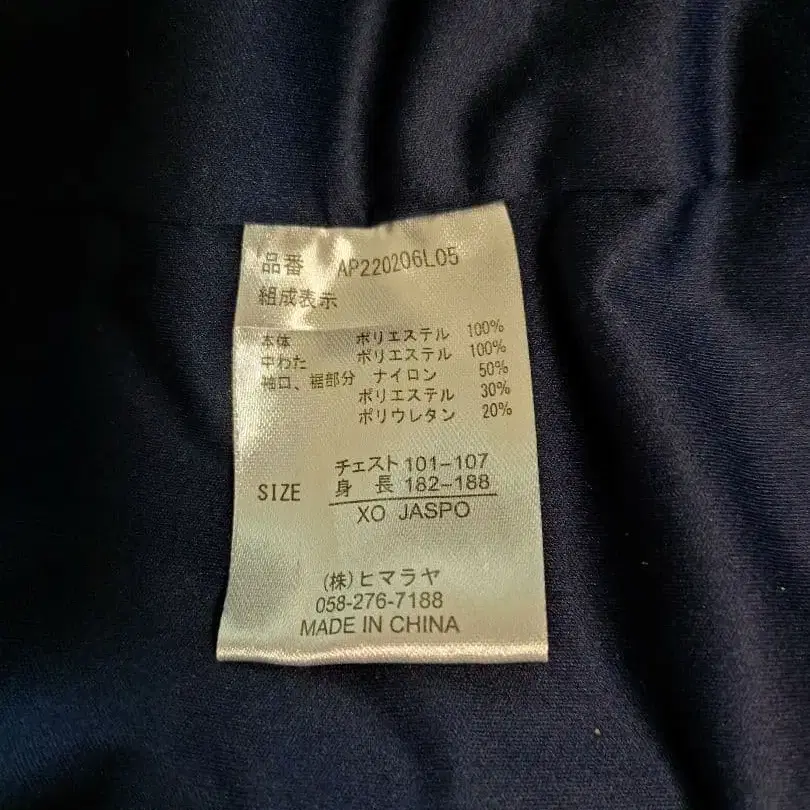 品番 AP220206L05
組成表示
本体 ポリエステル 100%
中わた ポリエステル 100%
袖口、裾部分 ナイロン 50%
ポリエステル 30%
ポリウレタン 20%
チェスト 101-107
SIZE 身 長 182-188
XO JASPO
(株)ヒマラヤ
058-276-7188
MADE IN CHINA